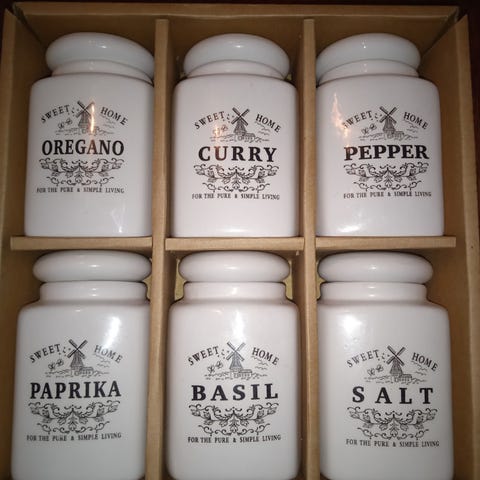 SWEET HOME
OREGANO
FOR THE PURE & SIMPLE LIVING
SWEET HOME
CURRY
FOR THE PURE & SIMPLE LIVING
SWEET HOME
PEPPER
FOR THE PURE & SIMPLE LIVING
SWEET HOME
PAPRIKA
FOR THE PURE & SIMPLE LIVING
SWEET HOME
BASIL
FOR THE PURE & SIMPLE LIVING
SWEET HOME
SALT
FOR THE PURE & SIMPLE LIVING